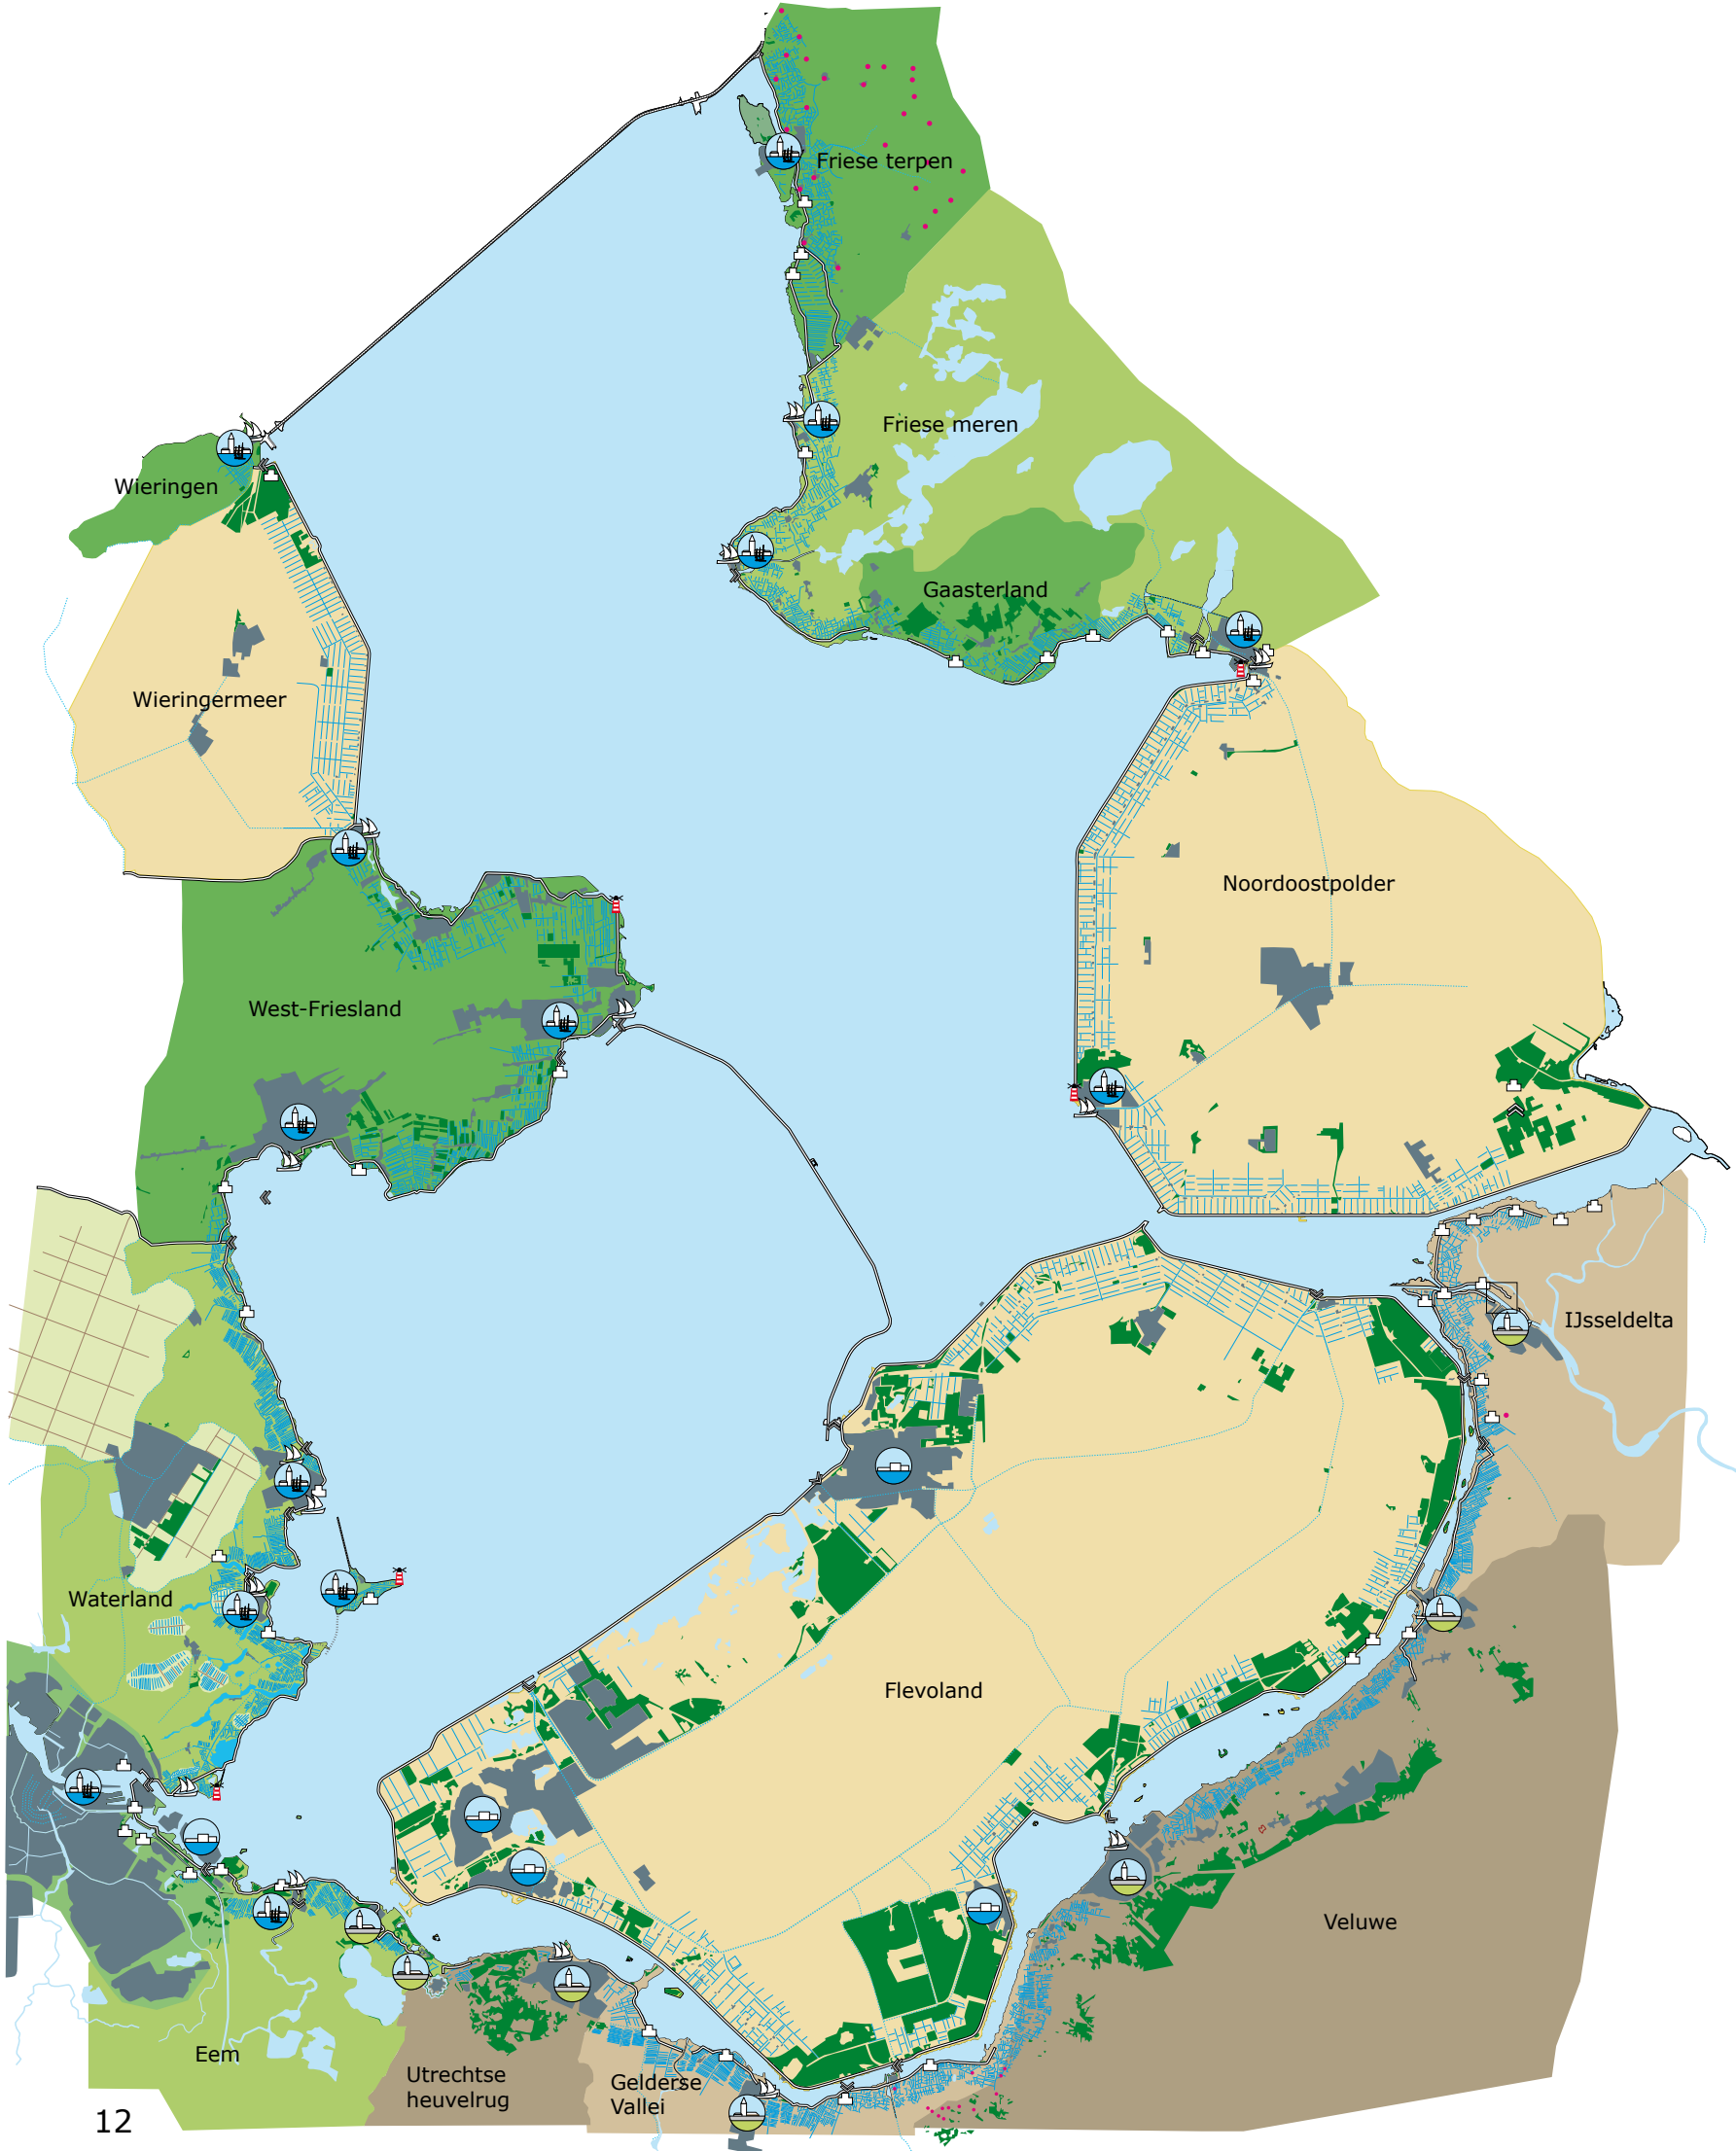 Friese terpen
Friese meren
Wieringen
Gaasterland
Wieringermeer
Noordoostpolder
West-Friesland
IJsseldelta
Waterland
Flevoland
Veluwe
Eem
Utrechtse
heuvelrug
Gelderse
Vallei
12